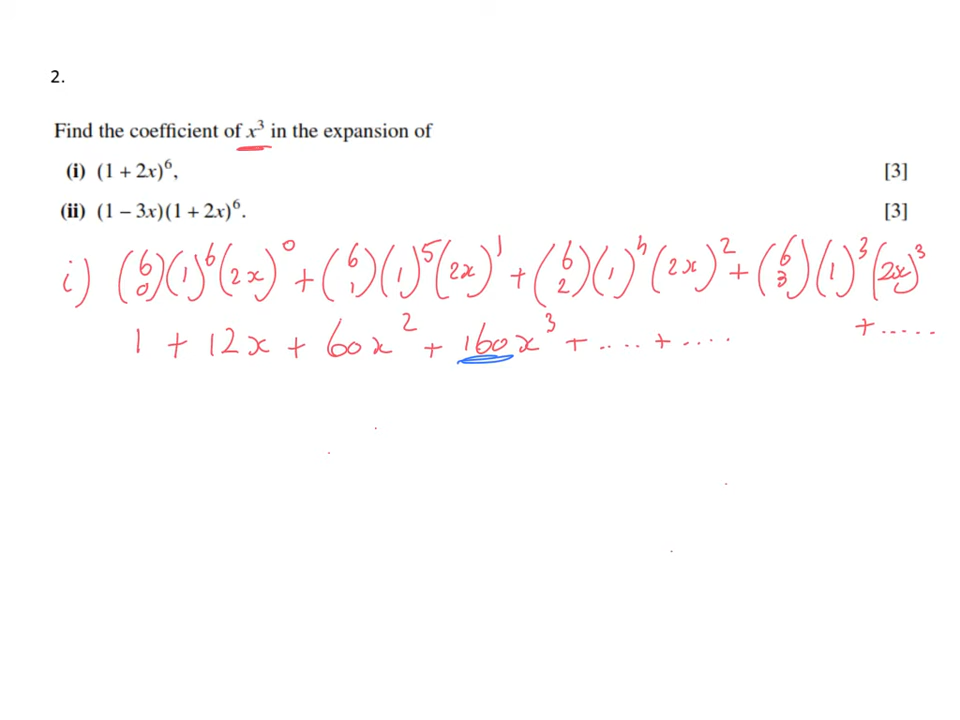 2.
Find the coefficient of x³ in the expansion of
(i) (1 + 2x)⁶, [3]
(ii) (1 − 3x)(1 + 2x)⁶. [3]
i) (6 0)(1)⁶(2x)⁰ + (6 1)(1)⁵(2x)¹ + (6 2)(1)⁴(2x)² + (6 3)(1)³(2x)³
+ .....
1 + 12x + 60x² + 160x³ + .... + ....